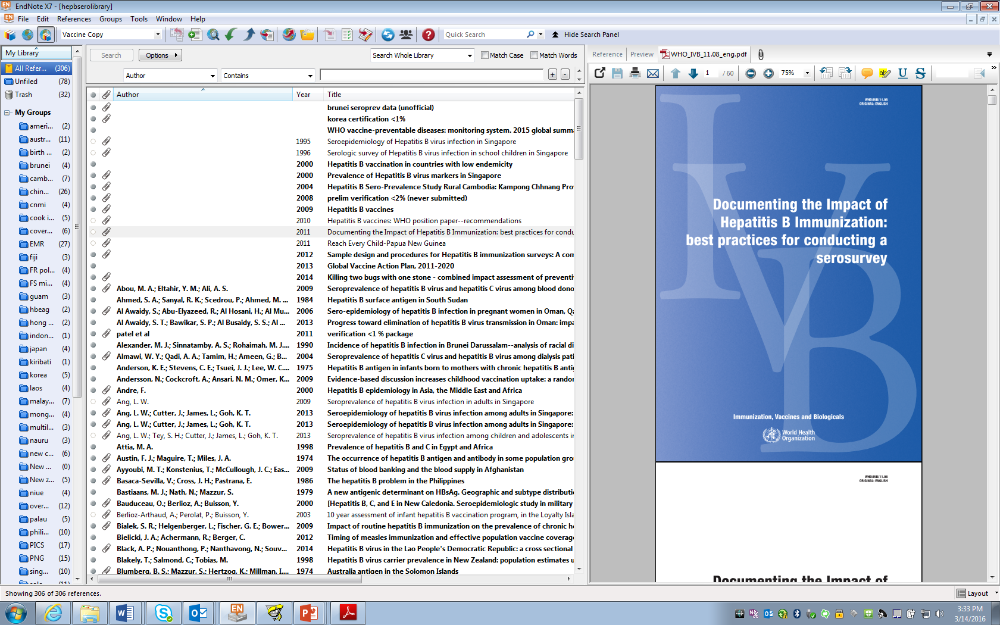 EndNote X7 - [hepbserolibrary]
File Edit References Groups Tools Window Help
Vaccine Copy
Quick Search
Hide Search Panel
My Library
All Refer... (306)
Unfiled (78)
Trash (32)
My Groups
ameri... (2)
austr... (11)
birth ... (2)
brunei (4)
camb... (7)
chin... (26)
cnmi (4)
cook i... (5)
cover... (6)
EMR (27)
fiji (3)
FR pol... (4)
FS mi... (4)
guam (3)
hbeag (2)
hong ... (2)
indon... (1)
japan (4)
kiribati (1)
korea (5)
laos (4)
malay... (7)
mong... (4)
multil... (3)
nauru (3)
new c... (6)
New ... (0)
New z... (5)
niue (4)
over... (12)
palau (5)
phili... (10)
PICS (17)
PNG (15)
sing... (10)
Search Options Search Whole Library Match Case Match Words
Author Contains
Author Year Title
brunei seroprev data (unofficial)
korea certification <1%
WHO vaccine-preventable diseases: monitoring system. 2015 global summ
1995 Seroepidemiology of Hepatitis B virus infection in Singapore
1996 Serologic survey of Hepatitis B virus infection in school children in Singapore
2000 Hepatitis B vaccination in countries with low endemicity
2000 Prevalence of Hepatitis B virus markers in Singapore
2004 Hepatitis B Sero-Prevalence Study Rural Cambodia: Kampong Chhnang Pro
2008 prelim verification <2% (never submitted)
2009 Hepatitis B vaccines
2010 Hepatitis B vaccines: WHO position paper--recommendations
2011 Documenting the Impact of Hepatitis B Immunization: best practices for condu
2011 Reach Every Child-Papua New Guinea
2012 Sample design and procedures for Hepatitis B immunization surveys: A com
2013 Global Vaccine Action Plan, 2011-2020
2014 Killing two bugs with one stone - combined impact assessment of preventi
Abou, M. A.; Eltahir, Y. M.; Ali, A. S. 2009 Seroprevalence of hepatitis B virus and hepatitis C virus among blood dono
Ahmed, S. A.; Sanyal, R. K.; Scedrou, P.; Ahmed, M. ... 1984 Hepatitis B surface antigen in South Sudan
Al Awaidy, S.; Abu-Elyazeed, R.; Al Hosani, H.; Al Mu... 2006 Sero-epidemiology of hepatitis B infection in pregnant women in Oman, Qa
Al Awaidy, S. T.; Bawikar, S. P.; Al Busaidy, S. S.; Al ... 2013 Progress toward elimination of hepatitis B virus transmission in Oman: impa
patel et al 2011 verification <1 % package
Alexander, M. J.; Sinnatamby, A. S.; Rohaimah, M. J.... 1990 Incidence of hepatitis B infection in Brunei Darussalam--analysis of racial di
Almawi, W. Y.; Qadi, A. A.; Tamim, H.; Ameen, G.; B... 2004 Seroprevalence of hepatitis C virus and hepatitis B virus among dialysis pati
Anderson, K. E.; Stevens, C. E.; Tsuei, J. J.; Lee, W. C.... 1975 Hepatitis B antigen in infants born to mothers with chronic hepatitis B anti
Andersson, N.; Cockcroft, A.; Ansari, N. M.; Omer, K... 2009 Evidence-based discussion increases childhood vaccination uptake: a rando
Andre, F. 2000 Hepatitis B epidemiology in Asia, the Middle East and Africa
Ang, L. W. 2009 Seroprevalence of hepatitis B virus infection in adults in Singapore
Ang, L. W.; Cutter, J.; James, L.; Goh, K. T. 2013 Seroepidemiology of hepatitis B virus infection among adults in Singapore:
Ang, L. W.; Cutter, J.; James, L.; Goh, K. T. 2013 Seroepidemiology of hepatitis B virus infection among adults in Singapore:
Ang, L. W.; Tey, S. H.; Cutter, J.; James, L.; Goh, K. T. 2013 Seroprevalence of hepatitis B virus infection among children and adolescents i
Attia, M. A. 1998 Prevalence of hepatitis B and C in Egypt and Africa
Austin, F. J.; Maguire, T.; Miles, J. A. 1974 The occurrence of hepatitis B antigen and antibody in some population gro
Ayyoubi, M. T.; Konstenius, T.; McCullough, J. C.; Eas... 2009 Status of blood banking and the blood supply in Afghanistan
Basaca-Sevilla, V.; Cross, J. H.; Pastrana, E. 1986 The hepatitis B problem in the Philippines
Bastiaans, M. J.; Nath, N.; Mazzur, S. 1979 A new antigenic determinant on HBsAg. Geographic and subtype distributi
Bauduceau, O.; Berlioz, A.; Buisson, Y. 2000 [Hepatitis B, C, and E in New Caledonia. Seroepidemiologic study in military
Berlioz-Arthaud, A.; Perolat, P.; Buisson, Y. 2003 10 year assessment of infant hepatitis B vaccination program, in the Loyalty Isla
Bialek, S. R.; Helgenberger, L.; Fischer, G. E.; Bower... 2009 Impact of routine hepatitis B immunization on the prevalence of chronic h
Bielicki, J. A.; Achermann, R.; Berger, C. 2012 Timing of measles immunization and effective population vaccine coverag
Black, A. P.; Nouanthong, P.; Nanthavong, N.; Souv... 2014 Hepatitis B virus in the Lao People's Democratic Republic: a cross sectional
Blakely, T.; Salmond, C.; Tobias, M. 1998 Hepatitis B virus carrier prevalence in New Zealand: population estimates u
Blumberg, B. S.; Mazzur, S.; Hertzog, K.; Millman, I.... 1974 Australia antigen in the Solomon Islands
Reference Preview WHO_IVB_11.08_eng.pdf
1 / 60 75%
WHO/IVB/11.08
ORIGINAL: ENGLISH
IVB
Documenting the Impact of
Hepatitis B Immunization:
best practices for conducting a
serosurvey
Immunization, Vaccines and Biologicals
World Health
Organization
WHO/IVB/11.08
ORIGINAL: ENGLISH
Documenting the Impact of
Showing 306 of 306 references.
Layout
3:33 PM
3/14/2016